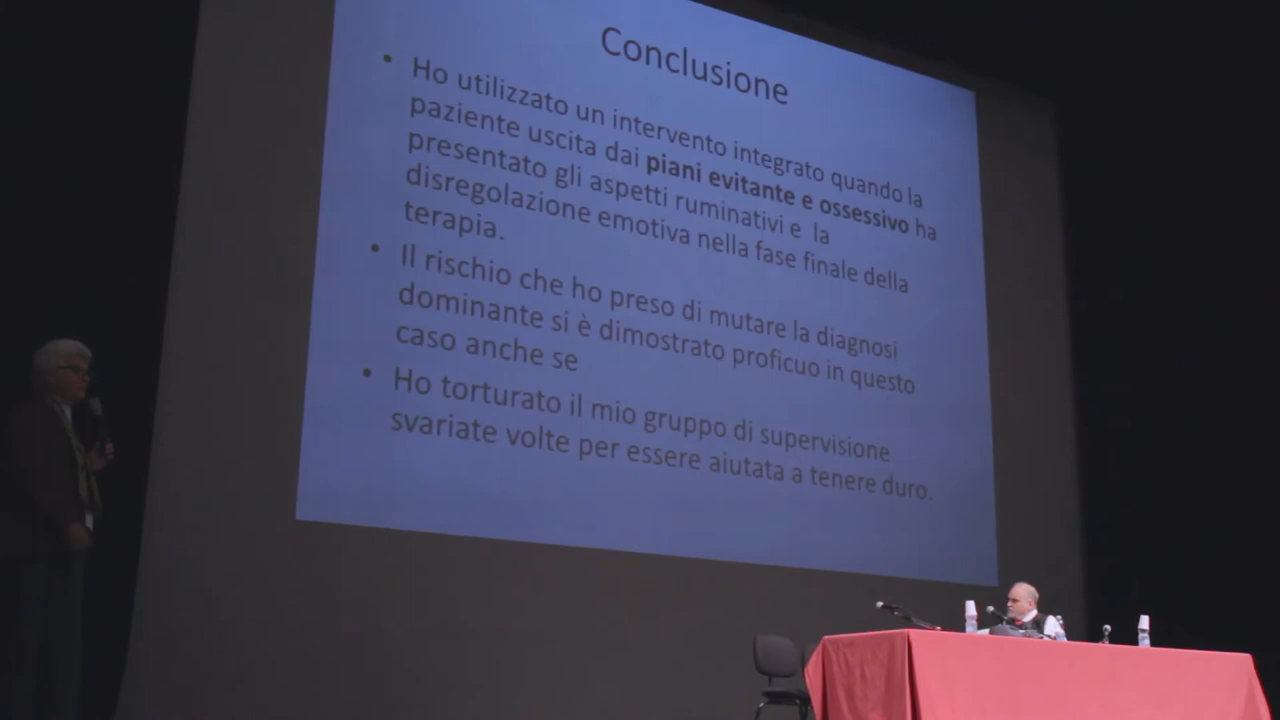 Conclusione
• Ho utilizzato un intervento integrato quando la
paziente uscita dai piani evitante e ossessivo ha
presentato gli aspetti ruminativi e la
disregolazione emotiva nella fase finale della
terapia.
• Il rischio che ho preso di mutare la diagnosi
dominante si è dimostrato proficuo in questo
caso anche se
• Ho torturato il mio gruppo di supervisione
svariate volte per essere aiutata a tenere duro.